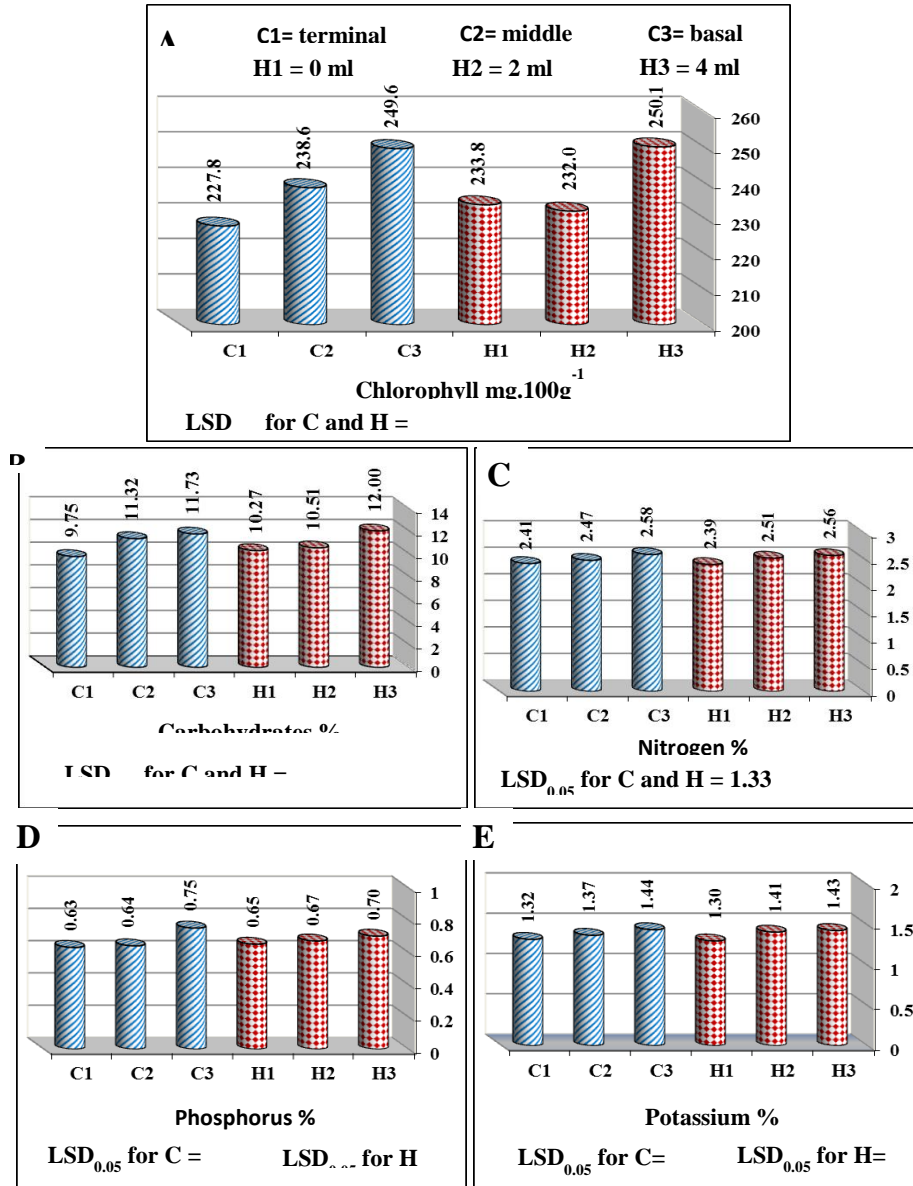 A C1= terminal C2= middle C3= basal
H1 = 0 ml H2 = 2 ml H3 = 4 ml
227.8 238.6 249.6 233.8 232.0 250.1
260
250
240
230
220
210
200
C1 C2 C3 H1 H2 H3
Chlorophyll mg.100g-1
LSD for C and H =
B
9.75 11.32 11.73 10.27 10.51 12.00
14
12
10
8
6
4
2
0
C1 C2 C3 H1 H2 H3
Carbohydrates %
LSD for C and H =
C
2.41 2.47 2.58 2.39 2.51 2.56
3
2.5
2
1.5
1
0.5
0
C1 C2 C3 H1 H2 H3
Nitrogen %
LSD0.05 for C and H = 1.33
D
0.63 0.64 0.75 0.65 0.67 0.70
1
0.8
0.6
0.4
0.2
0
C1 C2 C3 H1 H2 H3
Phosphorus %
LSD0.05 for C = LSD0.05 for H
E
1.32 1.37 1.44 1.30 1.41 1.43
2
1.5
1
0.5
0
C1 C2 C3 H1 H2 H3
Potassium %
LSD0.05 for C= LSD0.05 for H=